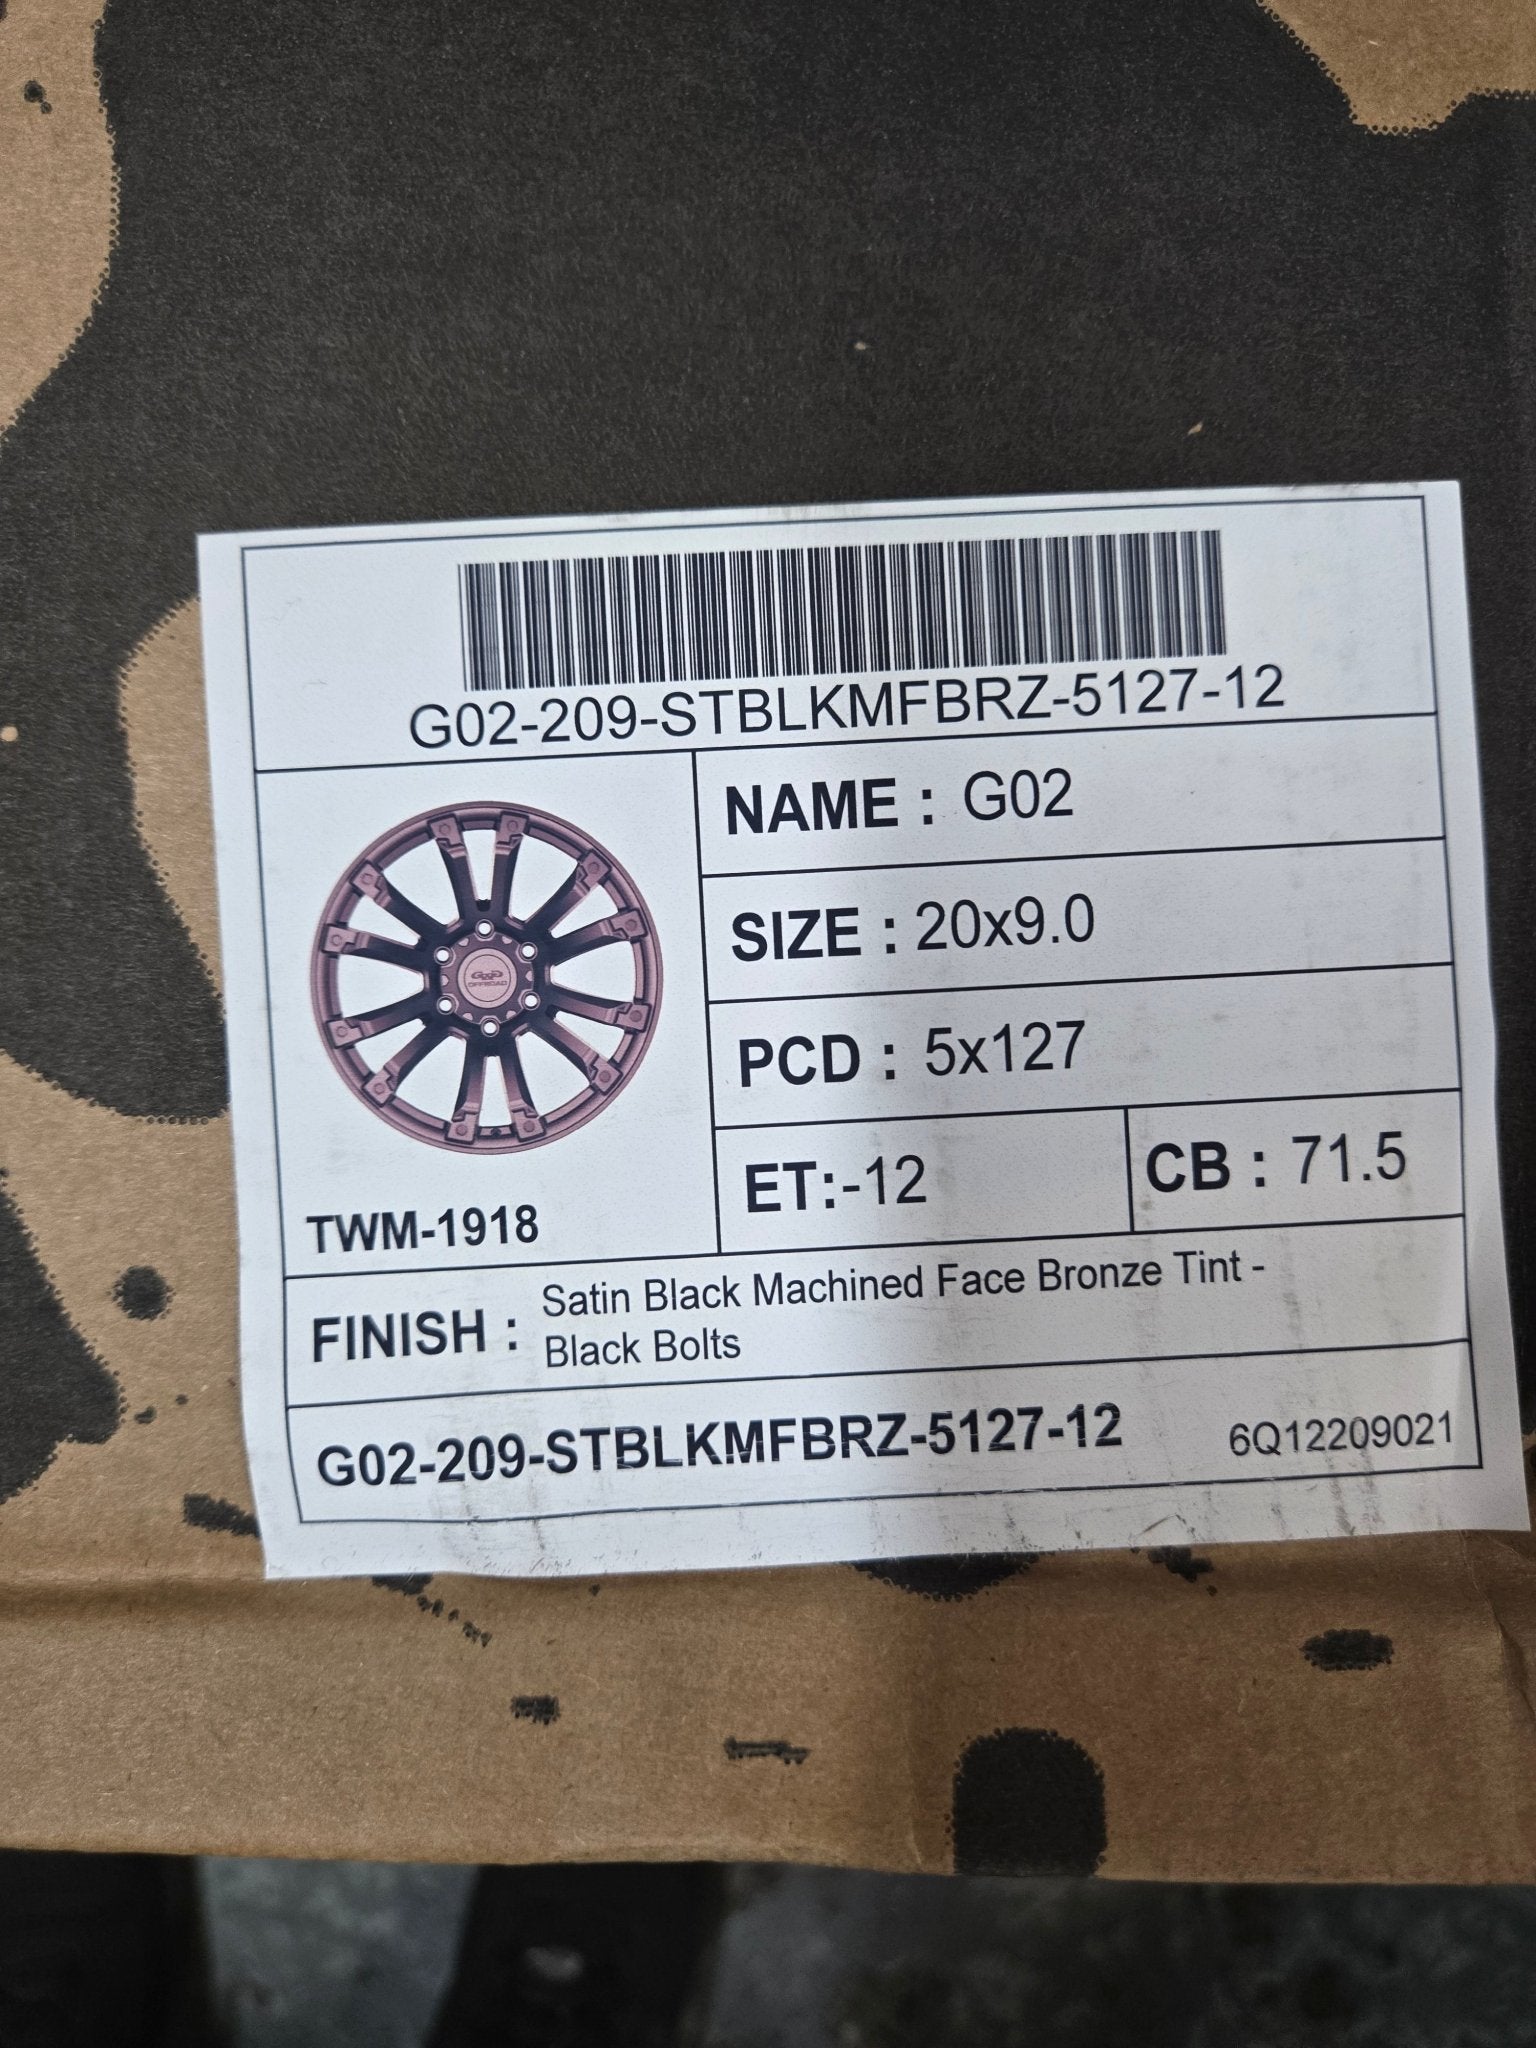 G02-209-STBLKMFBRZ-5127-12
NAME : G02
SIZE : 20x9.0
PCD : 5x127
ET:-12
CB : 71.5
OFFROAD
TWM-1918
FINISH : Satin Black Machined Face Bronze Tint -
Black Bolts
G02-209-STBLKMFBRZ-5127-12
6Q12209021